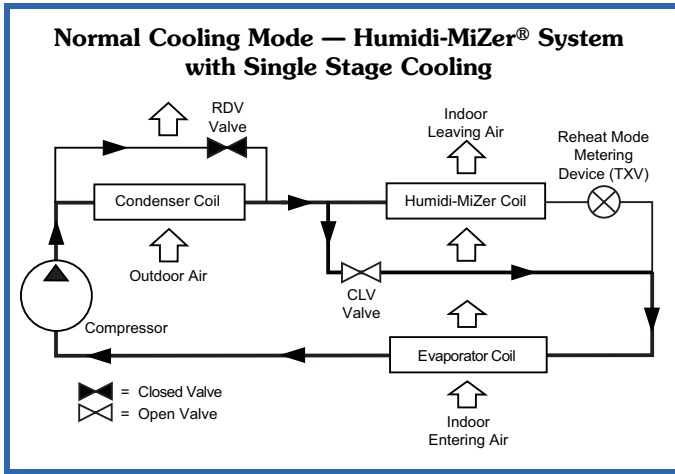 Normal Cooling Mode — Humidi-MiZer® System
with Single Stage Cooling
RDV
Valve
Indoor
Leaving Air
Reheat Mode
Metering
Device (TXV)
Condenser Coil
Humidi-MiZer Coil
Outdoor Air
CLV
Valve
Compressor
Evaporator Coil
= Closed Valve
= Open Valve
Indoor
Entering Air